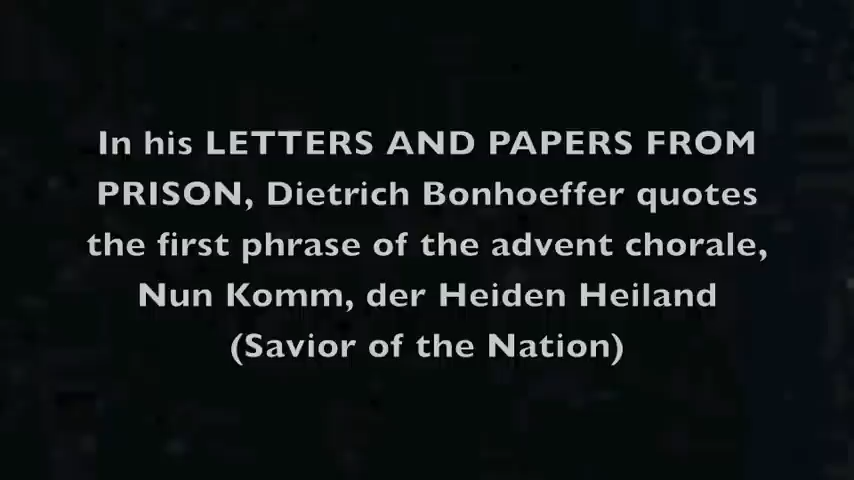 In his LETTERS AND PAPERS FROM
PRISON, Dietrich Bonhoeffer quotes
the first phrase of the advent chorale,
Nun Komm, der Heiden Heiland
(Savior of the Nation)